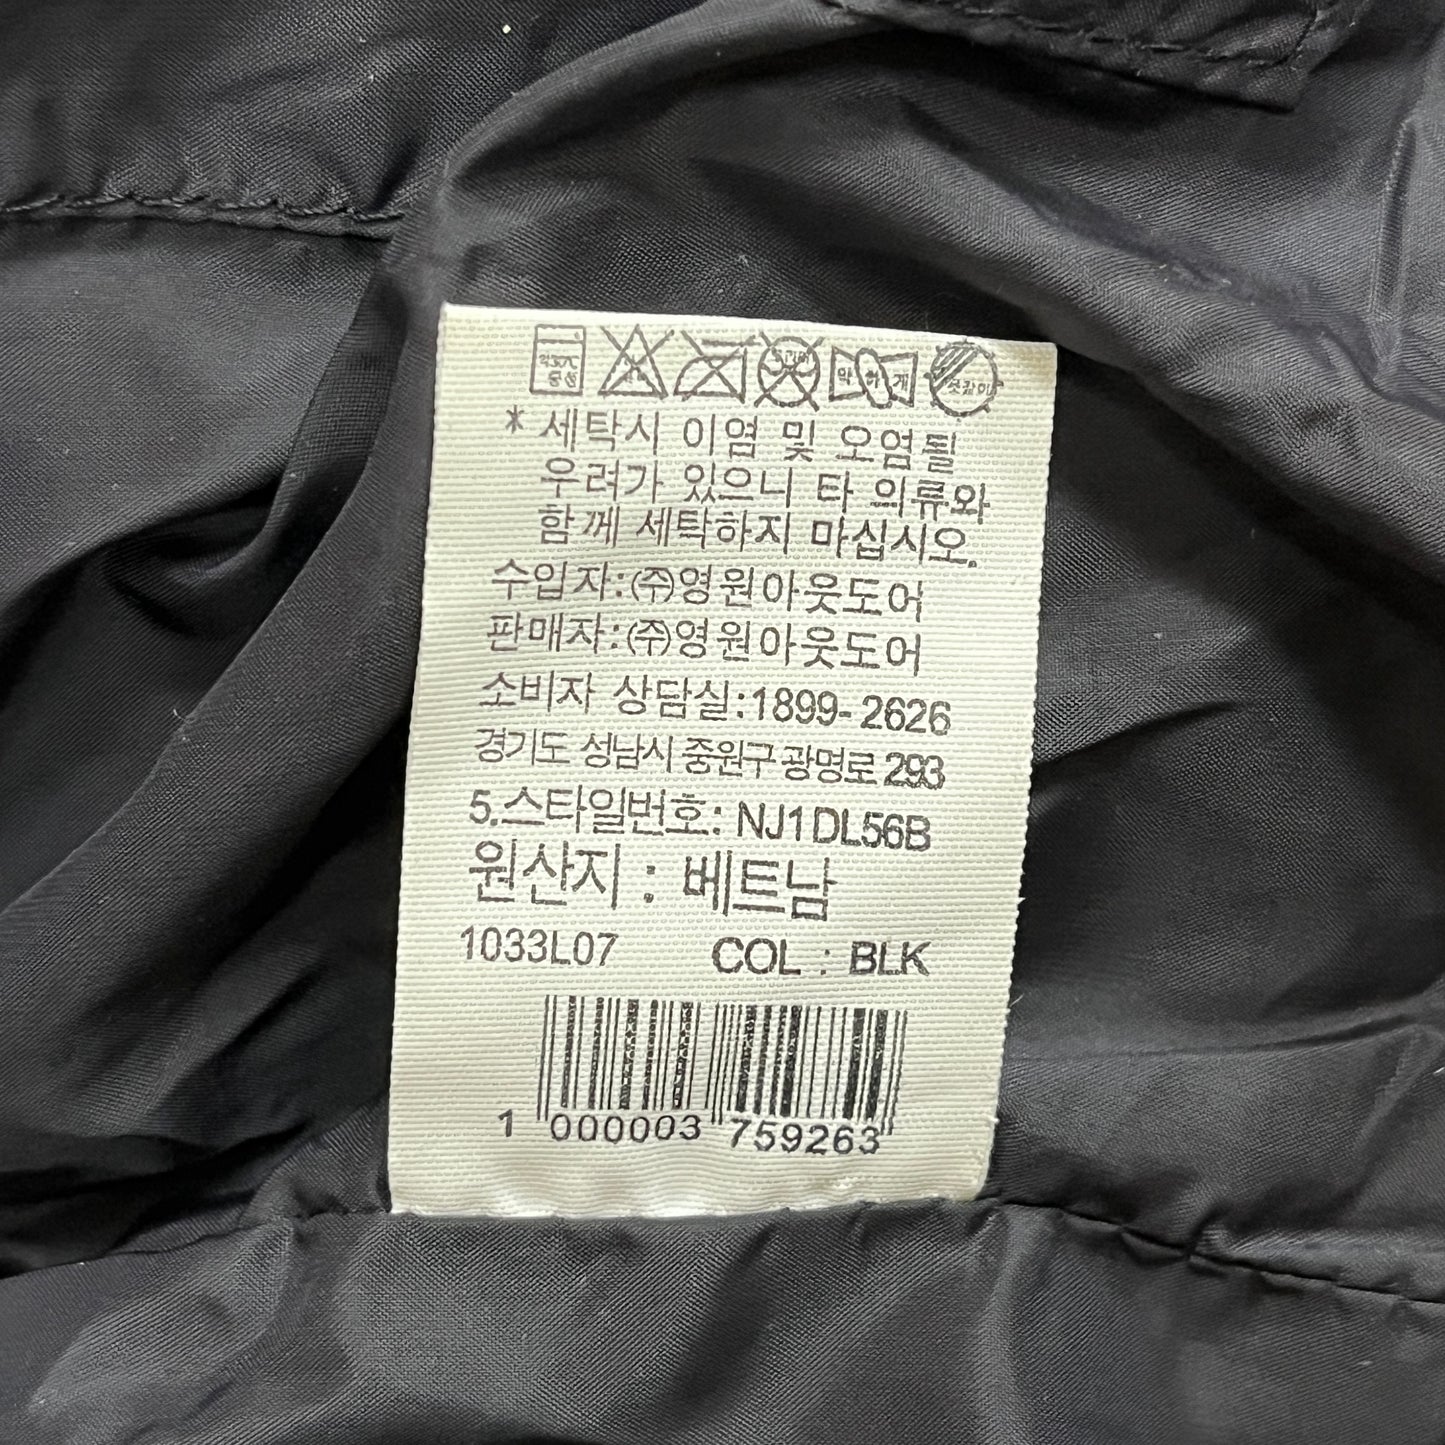 * 세탁시 이염 및 오염될
우려가 있으니 타 의류와
함께 세탁하지 마십시오.
수입자:㈜영원아웃도어
판매자:㈜영원아웃도어
소비자 상담실:1899-2626
경기도 성남시 중원구 광명로 293
5.스타일번호: NJ1DL56B
원산지 : 베트남
1033L07 COL : BLK
1 000003 759263